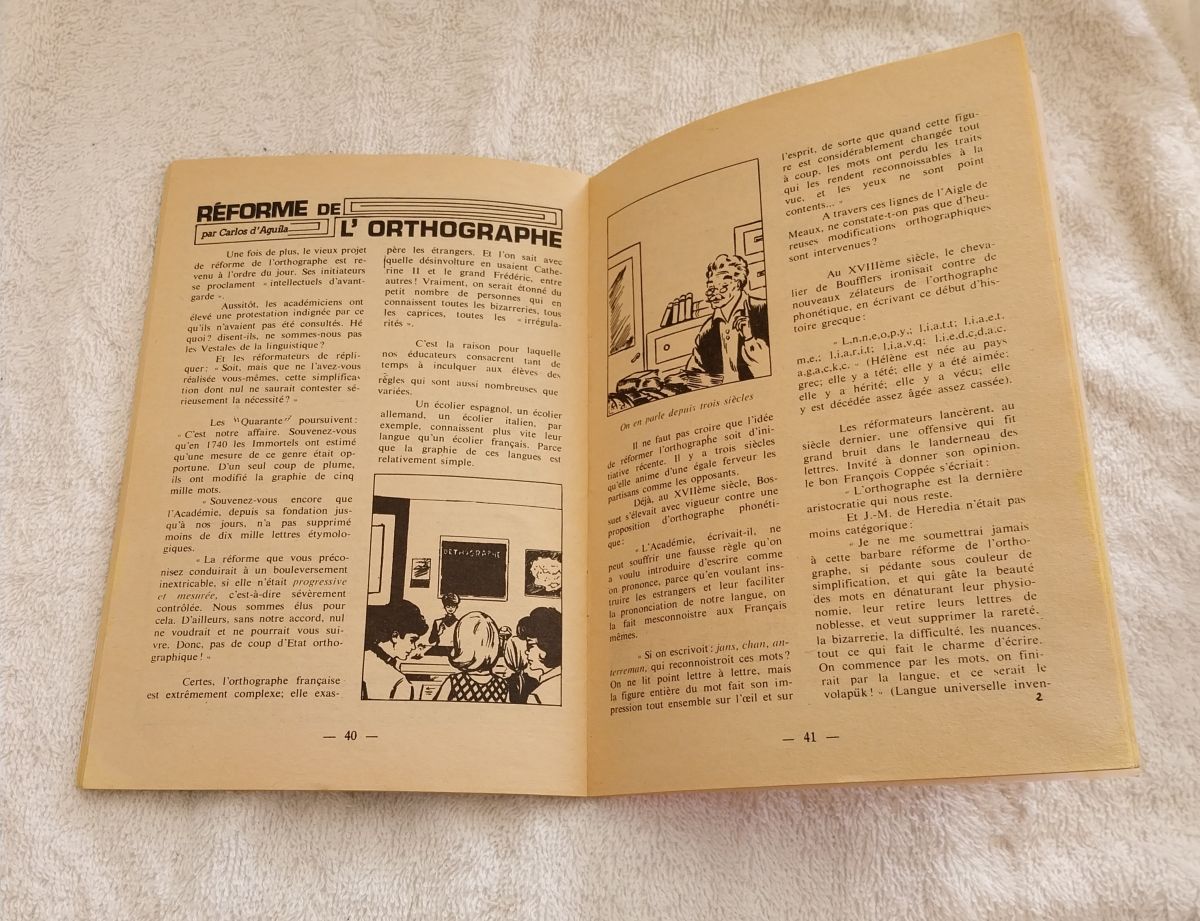 RÉFORME DE
L' ORTHOGRAPHE
par Carlos d'Aguila
Une fois de plus, le vieux projet
de réforme de l'orthographe est re-
venu à l'ordre du jour. Ses initiateurs
se proclament « intellectuels d'avant-
garde ».
Aussitôt, les académiciens ont
élevé une protestation indignée par ce
qu'ils n'avaient pas été consultés. Hé
quoi ? disent-ils, ne sommes-nous pas
les Vestales de la linguistique ?
Et les réformateurs de répli-
quer : « Soit, mais que ne l'avez-vous
réalisée vous-mêmes, cette simplifica-
tion dont nul ne saurait contester sé-
rieusement la nécessité ? »
Les "Quarante" poursuivent :
« C'est notre affaire. Souvenez-vous
qu'en 1740 les Immortels ont estimé
qu'une mesure de ce genre était op-
portune. D'un seul coup de plume,
ils ont modifié la graphie de cinq
mille mots.
« Souvenez-vous encore que
l'Académie, depuis sa fondation jus-
qu'à nos jours, n'a pas supprimé
moins de dix mille lettres étymolo-
giques.
« La réforme que vous préco-
nisez conduirait à un bouleversement
inextricable, si elle n'était progressive
et mesurée, c'est-à-dire sévèrement
contrôlée. Nous sommes élus pour
cela. D'ailleurs, sans notre accord, nul
ne voudrait et ne pourrait vous sui-
vre. Donc, pas de coup d'Etat ortho-
graphique ! »
Certes, l'orthographe française
est extrêmement complexe; elle exas-
père les étrangers. Et l'on sait avec
quelle désinvolture en usaient Cathe-
rine II et le grand Frédéric, entre
autres ! Vraiment, on serait étonné du
petit nombre de personnes qui en
connaissent toutes les bizarreries, tous
les caprices, toutes les « irrégula-
rités ».
C'est la raison pour laquelle
nos éducateurs consacrent tant de
temps à inculquer aux élèves des
règles qui sont aussi nombreuses que
variées.
Un écolier espagnol, un écolier
allemand, un écolier italien, par
exemple, connaissent plus vite leur
langue qu'un écolier français. Parce
que la graphie de ces langues est
relativement simple.
ORTHOGRAPHE
— 40 —
On en parle depuis trois siècles
Il ne faut pas croire que l'idée
de réformer l'orthographe soit d'ini-
tiative récente. Il y a trois siècles
qu'elle anime d'une égale ferveur les
partisans comme les opposants.
Déjà, au XVIIème siècle, Bos-
suet s'élevait avec vigueur contre une
proposition d'orthographe phonéti-
que :
« L'Académie, écrivait-il, ne
peut souffrir une fausse règle qu'on
a voulu introduire d'escrire comme
on prononce, parce qu'en voulant ins-
truire les estrangers et leur faciliter
la prononciation de notre langue, on
la fait mesconnoistre aux Français
mêmes.
« Si on escrivoit : jans, chan, an-
terreman, qui reconnoistroit ces mots ?
On ne lit point lettre à lettre, mais
la figure entière du mot fait son im-
pression tout ensemble sur l'œil et sur
l'esprit, de sorte que quand cette figu-
re est considérablement changée tout
à coup, les mots ont perdu les traits
qui les rendent reconnoissables à la
vue, et les yeux ne sont point
contents... »
A travers ces lignes de l'Aigle de
Meaux, ne constate-t-on pas que d'heu-
reuses modifications orthographiques
sont intervenues ?
Au XVIIIème siècle, le cheva-
lier de Boufflers ironisait contre de
nouveaux zélateurs de l'orthographe
phonétique, en écrivant ce début d'his-
toire grecque :
« L.n.n.e.o.p.y.; l.i.a.t.t; l.i.a.e.t.
m.e.; l.i.a.r.i.t; l.i.a.v.q; l.i.e.d.c.d.a.c.
a.g.a.c.k.c. » (Hélène est née au pays
grec; elle y a tété; elle y a été aimée;
elle y a hérité; elle y a vécu; elle
y est décédée assez âgée assez cassée).
Les réformateurs lancèrent, au
siècle dernier, une offensive qui fit
grand bruit dans le landerneau des
lettres. Invité à donner son opinion,
le bon François Coppée s'écriait :
« L'orthographe est la dernière
aristocratie qui nous reste.
Et J.-M. de Heredia n'était pas
moins catégorique :
« Je ne me soumettrai jamais
à cette barbare réforme de l'ortho-
graphe, si pédante sous couleur de
simplification, et qui gâte la beauté
des mots en dénaturant leur physio-
nomie, leur retire leurs lettres de
noblesse, et veut supprimer la rareté,
la bizarrerie, la difficulté, les nuances,
tout ce qui fait le charme d'écrire.
On commence par les mots, on fini-
rait par la langue, et ce serait le
volapük ! » (Langue universelle inven-
2
— 41 —